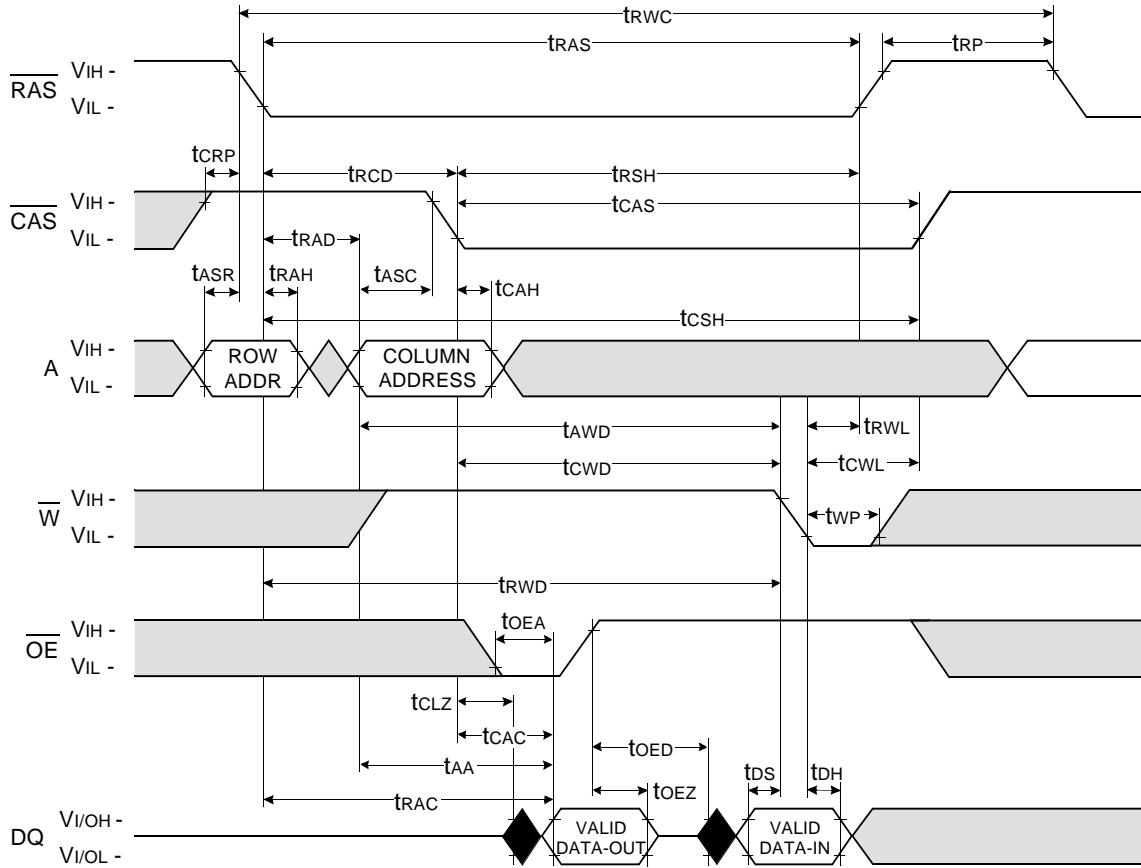 tRWC
tRAS
tRP
RAS
VIH -
VIL -
tCRP
tRCD
tRSH
CAS
VIH -
VIL -
tCAS
tRAD
tASR
tRAH
tASC
tCAH
tCSH
A
VIH -
VIL -
ROW
ADDR
COLUMN
ADDRESS
tAWD
tRWL
tCWD
tCWL
W
VIH -
VIL -
tWP
tRWD
OE
VIH -
VIL -
tOEA
tCLZ
tCAC
tOED
tAA
tDS
tDH
tOEZ
tRAC
DQ
VI/OH -
VI/OL -
VALID
DATA-OUT
VALID
DATA-IN